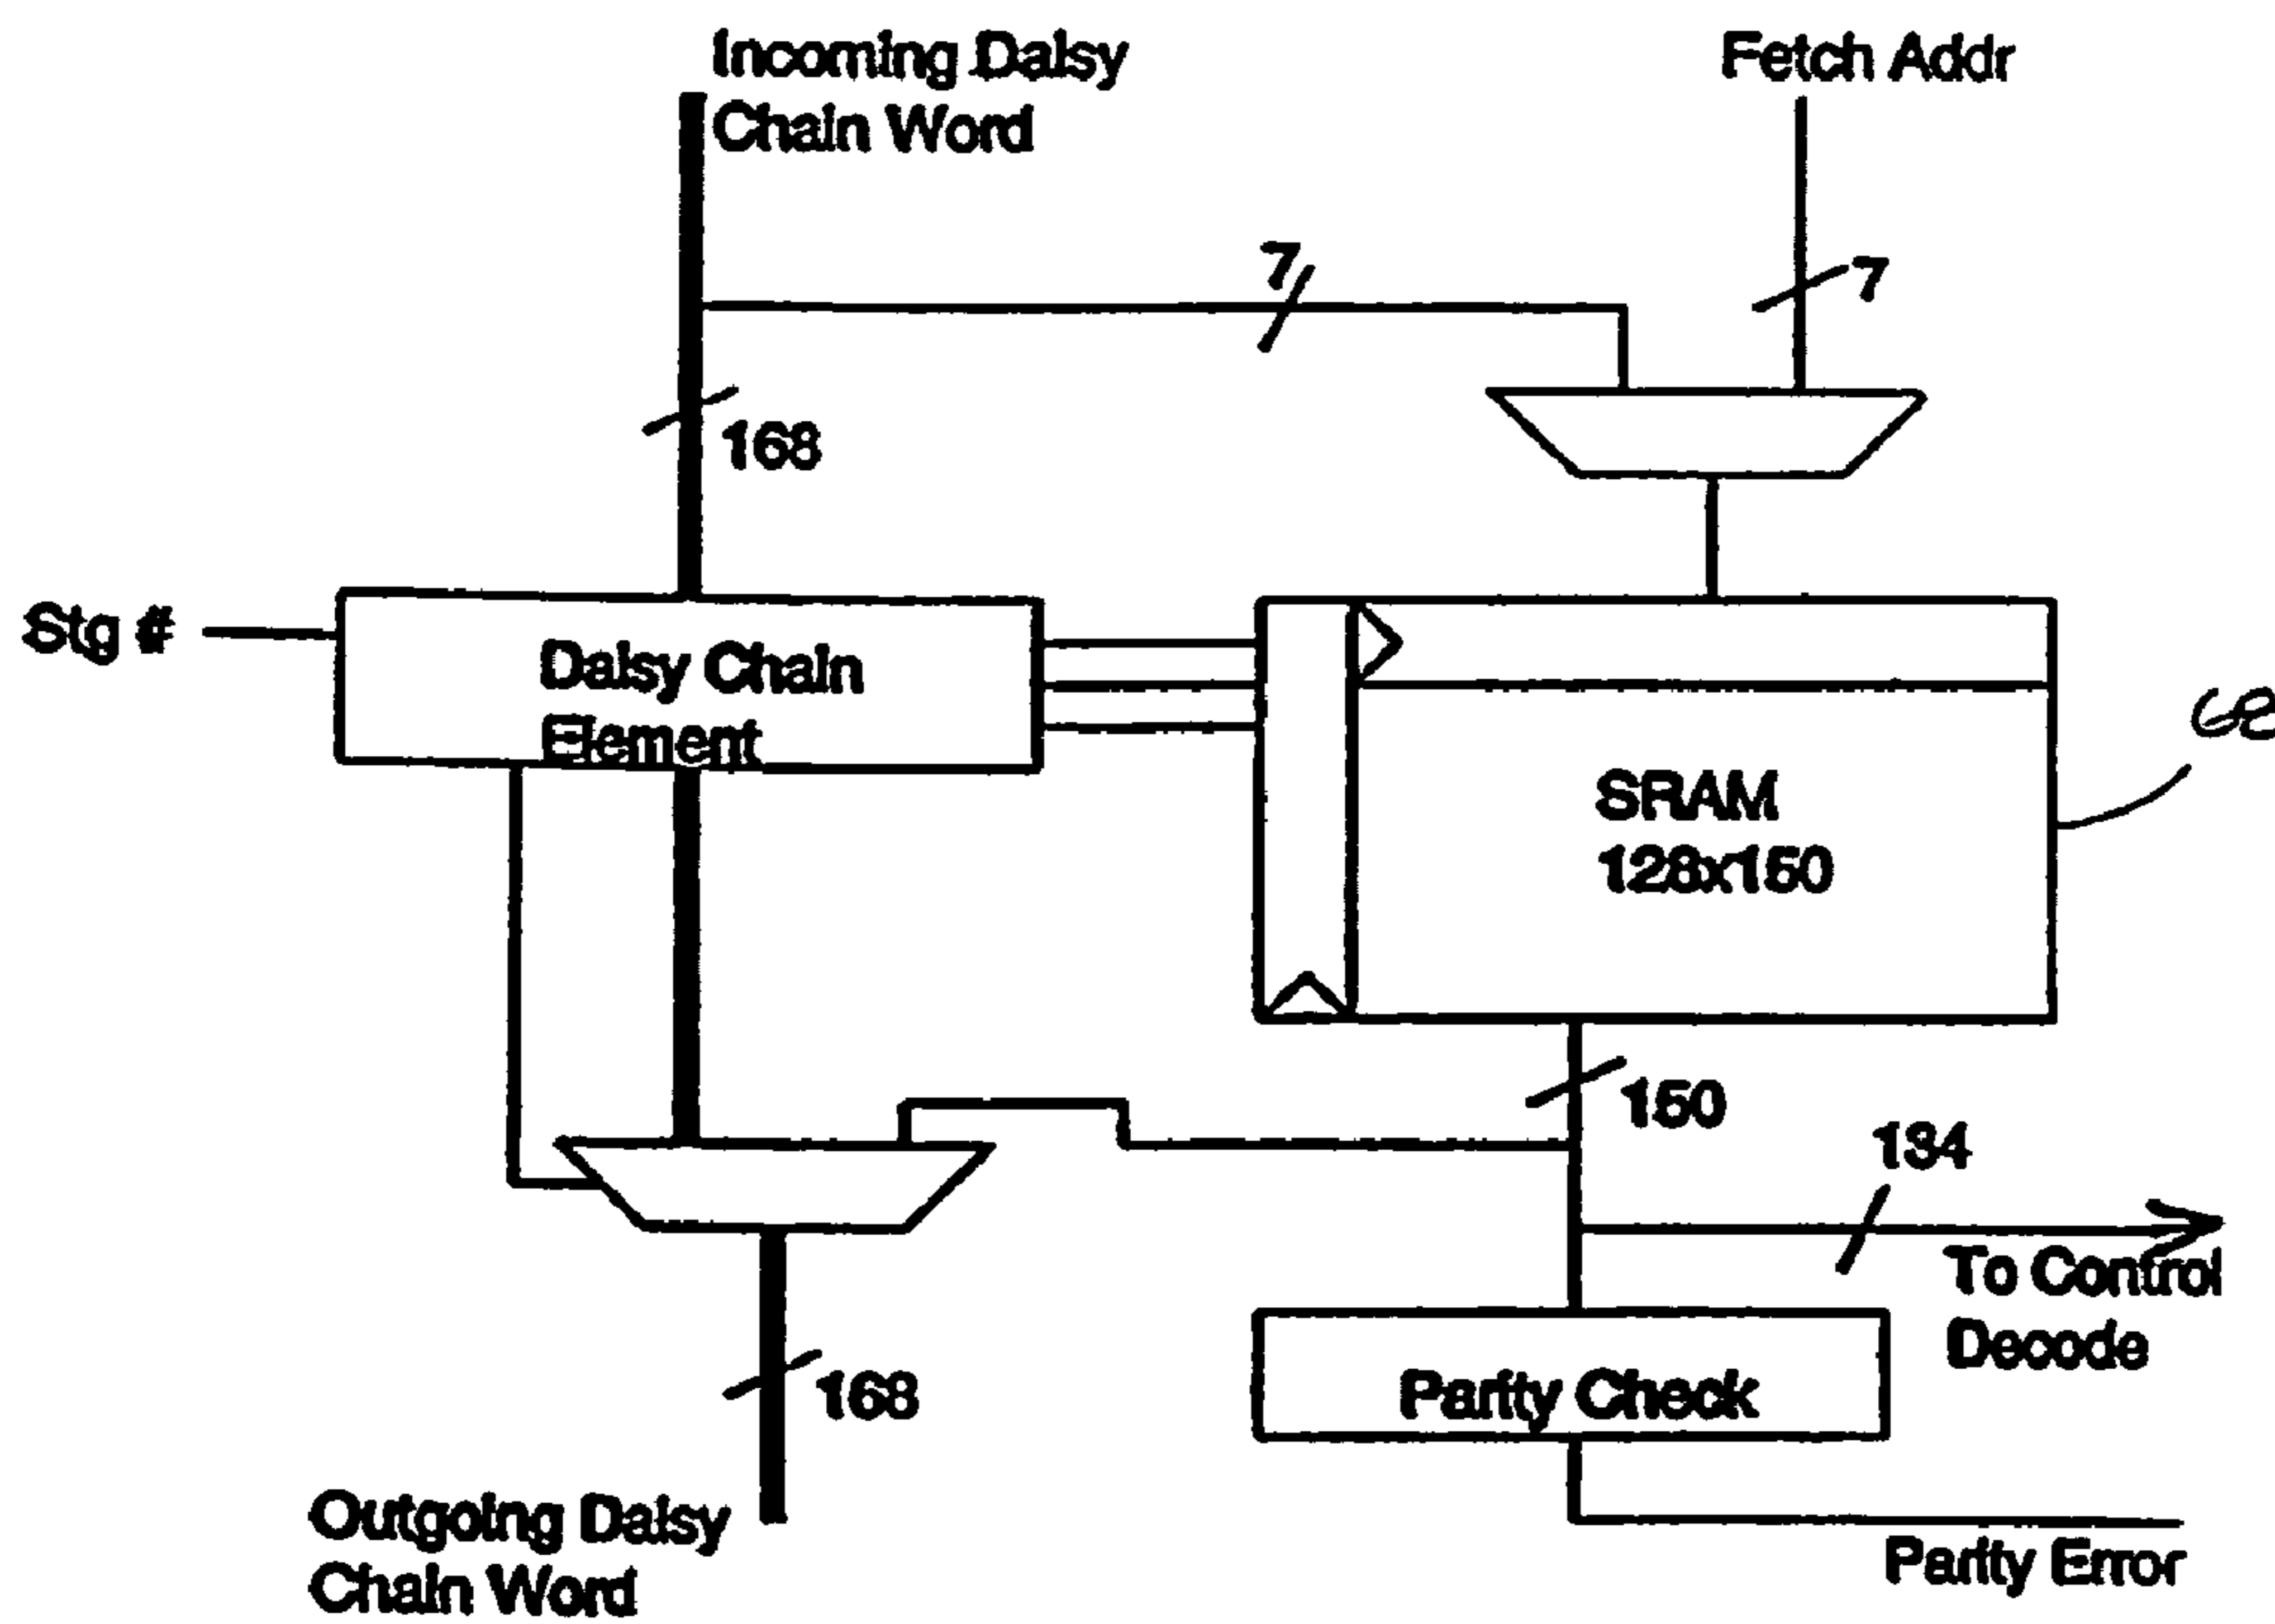 Incoming Daisy
Chain Word
Fetch Addr
7
7
168
Stg #
Daisy Chain
Element
68
SRAM
128x150
150
134
To Control
Decode
Parity Check
168
Outgoing Daisy
Chain Word
Parity Error